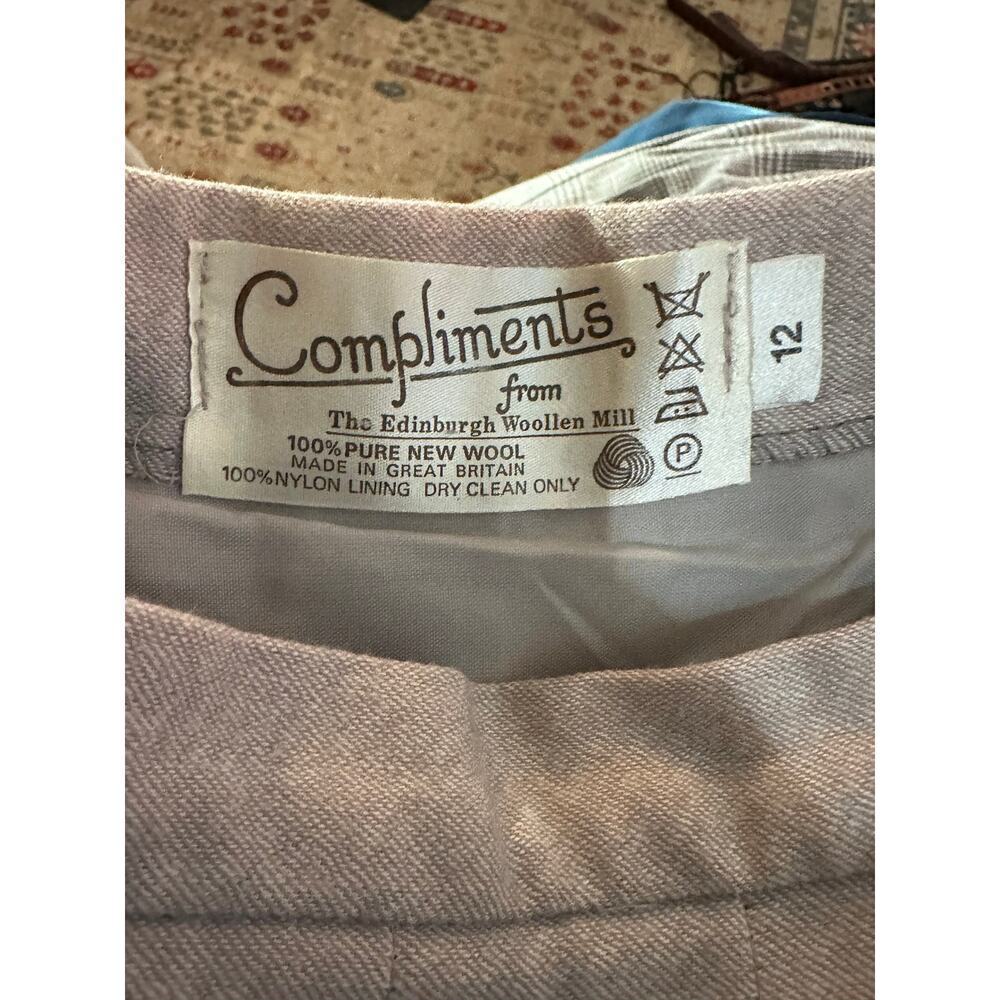 Compliments
from
The Edinburgh Woollen Mill
100% PURE NEW WOOL
MADE IN GREAT BRITAIN
100% NYLON LINING DRY CLEAN ONLY
P
12